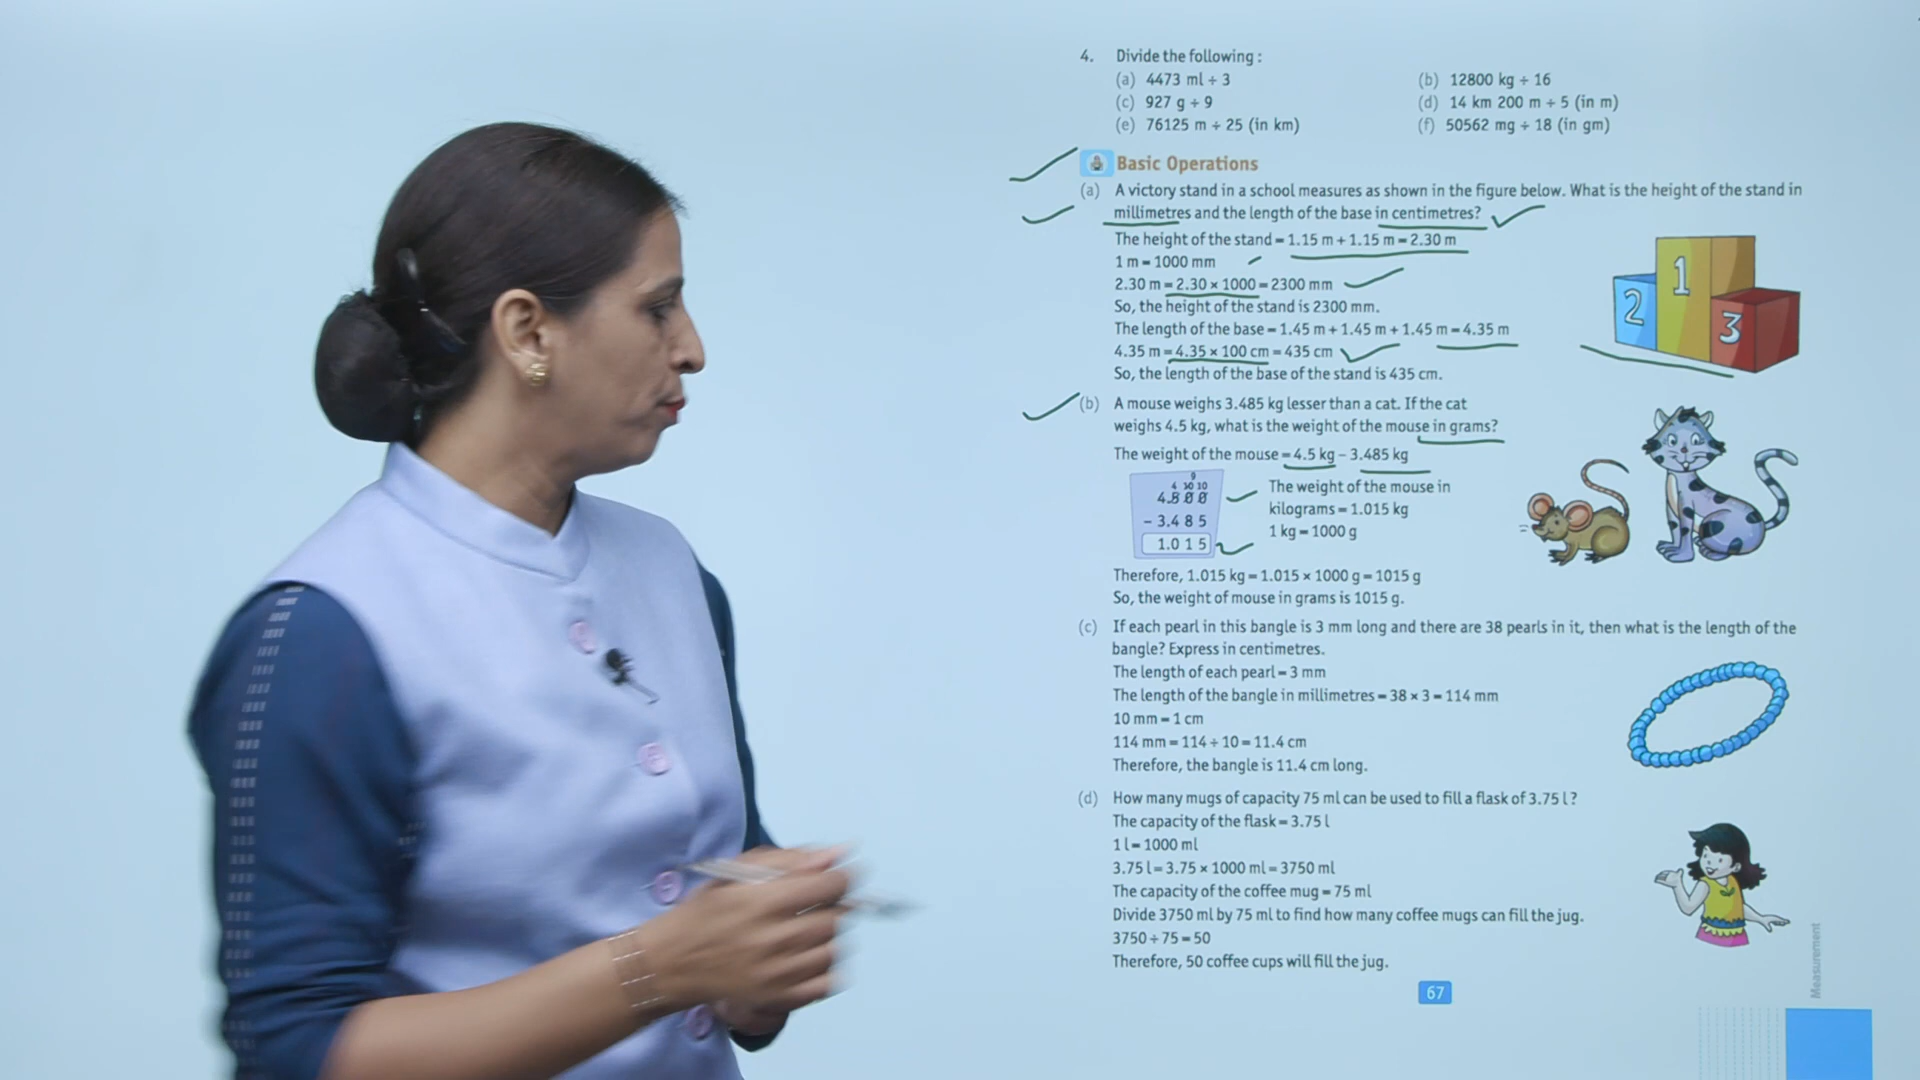 4. Divide the following :
(a) 4473 ml ÷ 3
(b) 12800 kg ÷ 16
(c) 927 g ÷ 9
(d) 14 km 200 m ÷ 5 (in m)
(e) 76125 m ÷ 25 (in km)
(f) 50562 mg ÷ 18 (in gm)
Basic Operations
(a) A victory stand in a school measures as shown in the figure below. What is the height of the stand in
millimetres and the length of the base in centimetres?
The height of the stand = 1.15 m + 1.15 m = 2.30 m
1 m = 1000 mm
2.30 m = 2.30 × 1000 = 2300 mm
So, the height of the stand is 2300 mm.
The length of the base = 1.45 m + 1.45 m + 1.45 m = 4.35 m
4.35 m = 4.35 × 100 cm = 435 cm
So, the length of the base of the stand is 435 cm.
1
2
3
(b) A mouse weighs 3.485 kg lesser than a cat. If the cat
weighs 4.5 kg, what is the weight of the mouse in grams?
The weight of the mouse = 4.5 kg – 3.485 kg
9
4 10 10
– 3.4 8 5
1.0 1 5
The weight of the mouse in
kilograms = 1.015 kg
1 kg = 1000 g
Therefore, 1.015 kg = 1.015 × 1000 g = 1015 g
So, the weight of mouse in grams is 1015 g.
(c) If each pearl in this bangle is 3 mm long and there are 38 pearls in it, then what is the length of the
bangle? Express in centimetres.
The length of each pearl = 3 mm
The length of the bangle in millimetres = 38 × 3 = 114 mm
10 mm = 1 cm
114 mm = 114 ÷ 10 = 11.4 cm
Therefore, the bangle is 11.4 cm long.
(d) How many mugs of capacity 75 ml can be used to fill a flask of 3.75 l?
The capacity of the flask = 3.75 l
1 l = 1000 ml
3.75 l = 3.75 × 1000 ml = 3750 ml
The capacity of the coffee mug = 75 ml
Divide 3750 ml by 75 ml to find how many coffee mugs can fill the jug.
3750 ÷ 75 = 50
Therefore, 50 coffee cups will fill the jug.
Measurement
67